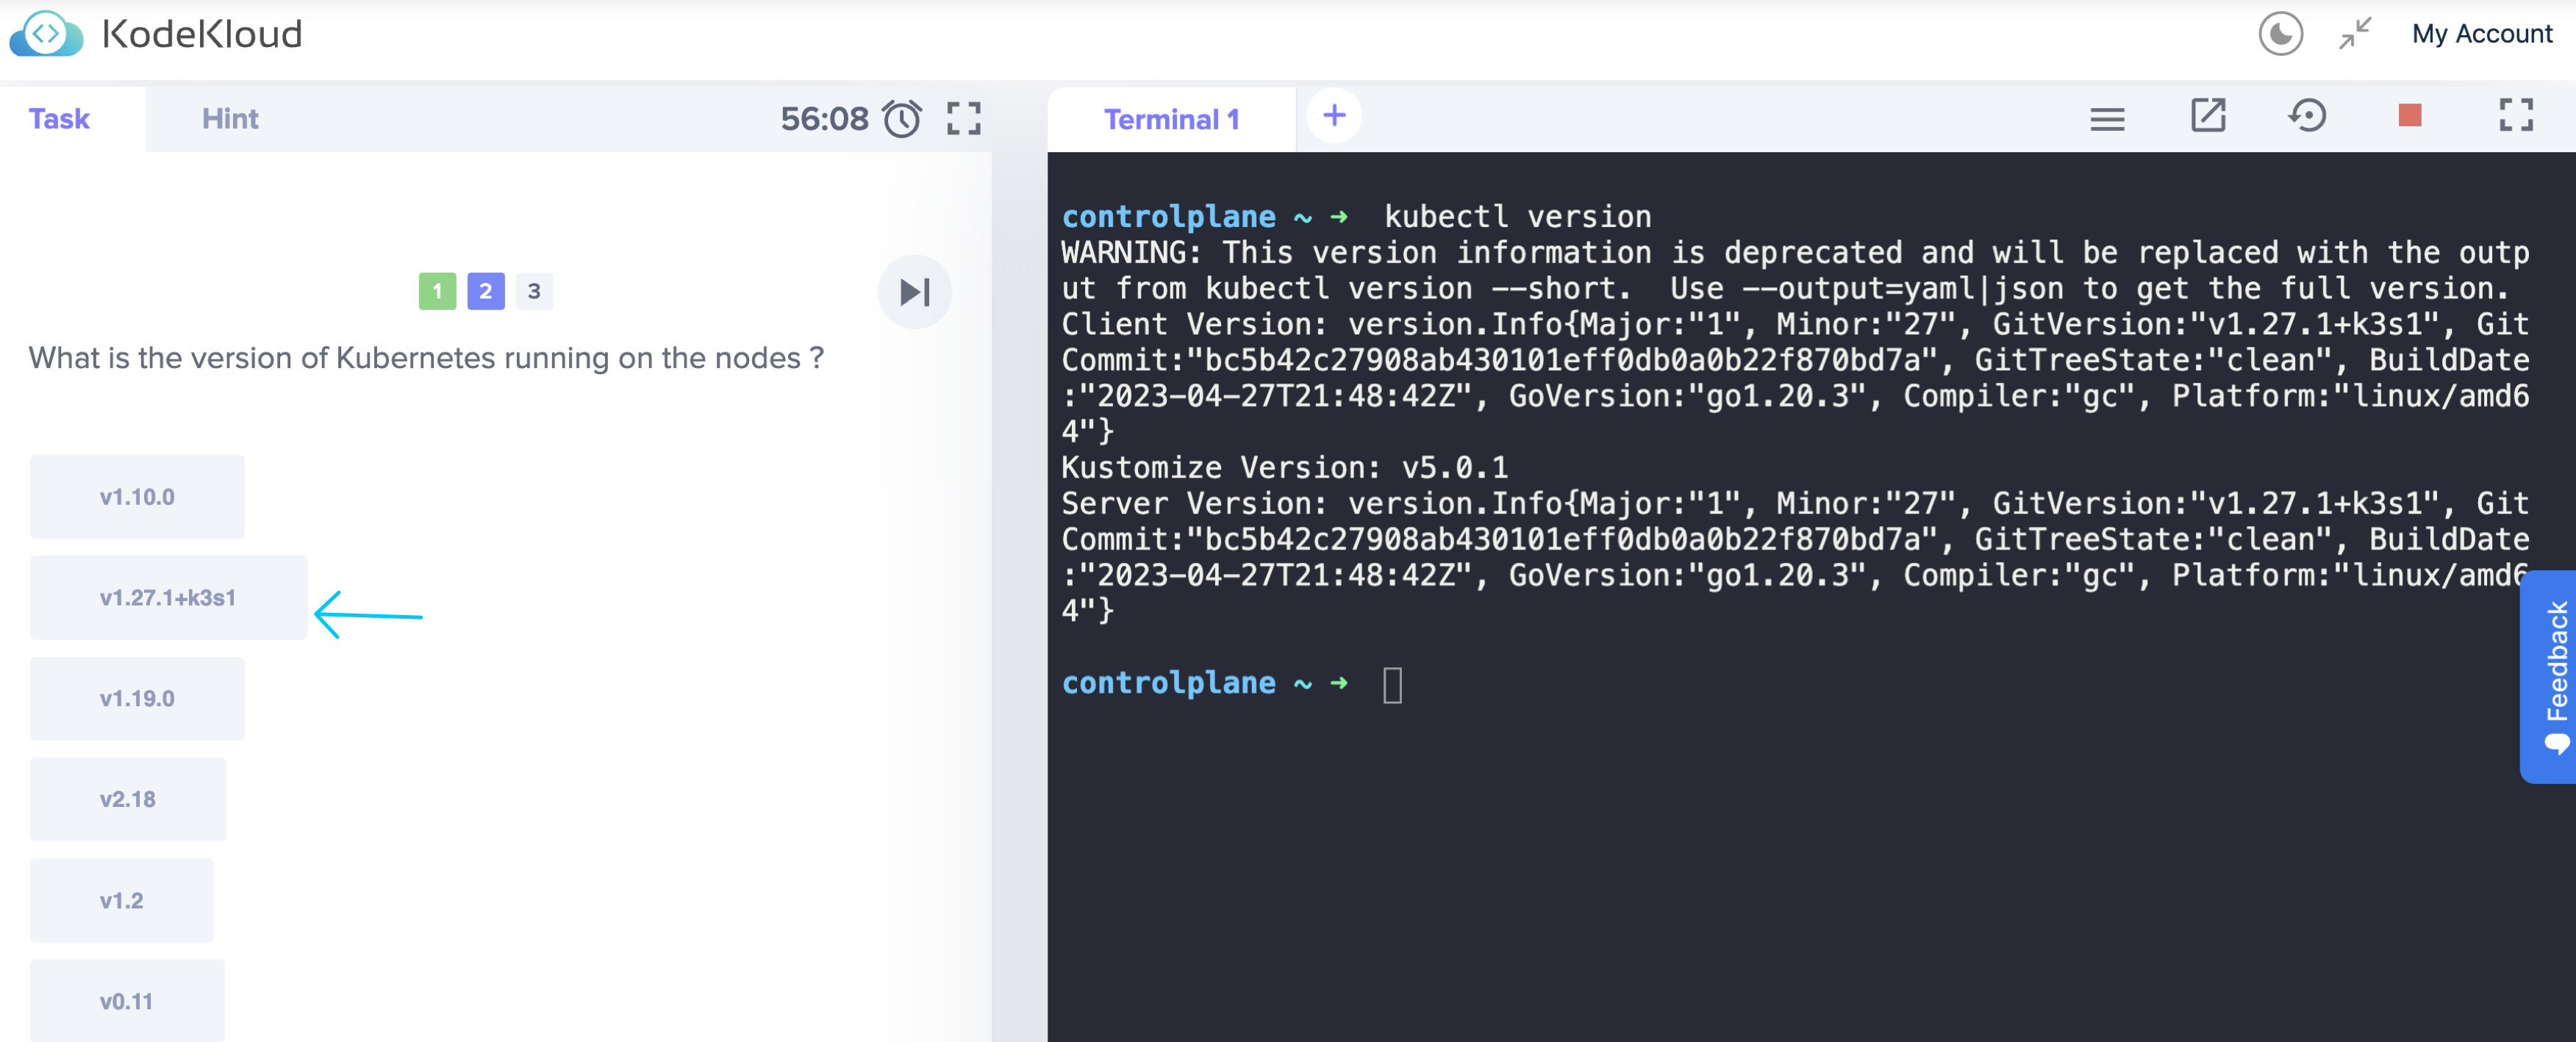 KodeKloud
My Account
Task
Hint
56:08
1 2 3
What is the version of Kubernetes running on the nodes ?
v1.10.0
v1.27.1+k3s1
v1.19.0
v2.18
v1.2
v0.11
Terminal 1
+
controlplane ~ ➜  kubectl version
WARNING: This version information is deprecated and will be replaced with the outp
ut from kubectl version --short.  Use --output=yaml|json to get the full version.
Client Version: version.Info{Major:"1", Minor:"27", GitVersion:"v1.27.1+k3s1", Git
Commit:"bc5b42c27908ab430101eff0db0a0b22f870bd7a", GitTreeState:"clean", BuildDate
:"2023-04-27T21:48:42Z", GoVersion:"go1.20.3", Compiler:"gc", Platform:"linux/amd6
4"}
Kustomize Version: v5.0.1
Server Version: version.Info{Major:"1", Minor:"27", GitVersion:"v1.27.1+k3s1", Git
Commit:"bc5b42c27908ab430101eff0db0a0b22f870bd7a", GitTreeState:"clean", BuildDate
:"2023-04-27T21:48:42Z", GoVersion:"go1.20.3", Compiler:"gc", Platform:"linux/amd6
4"}
controlplane ~ ➜
Feedback